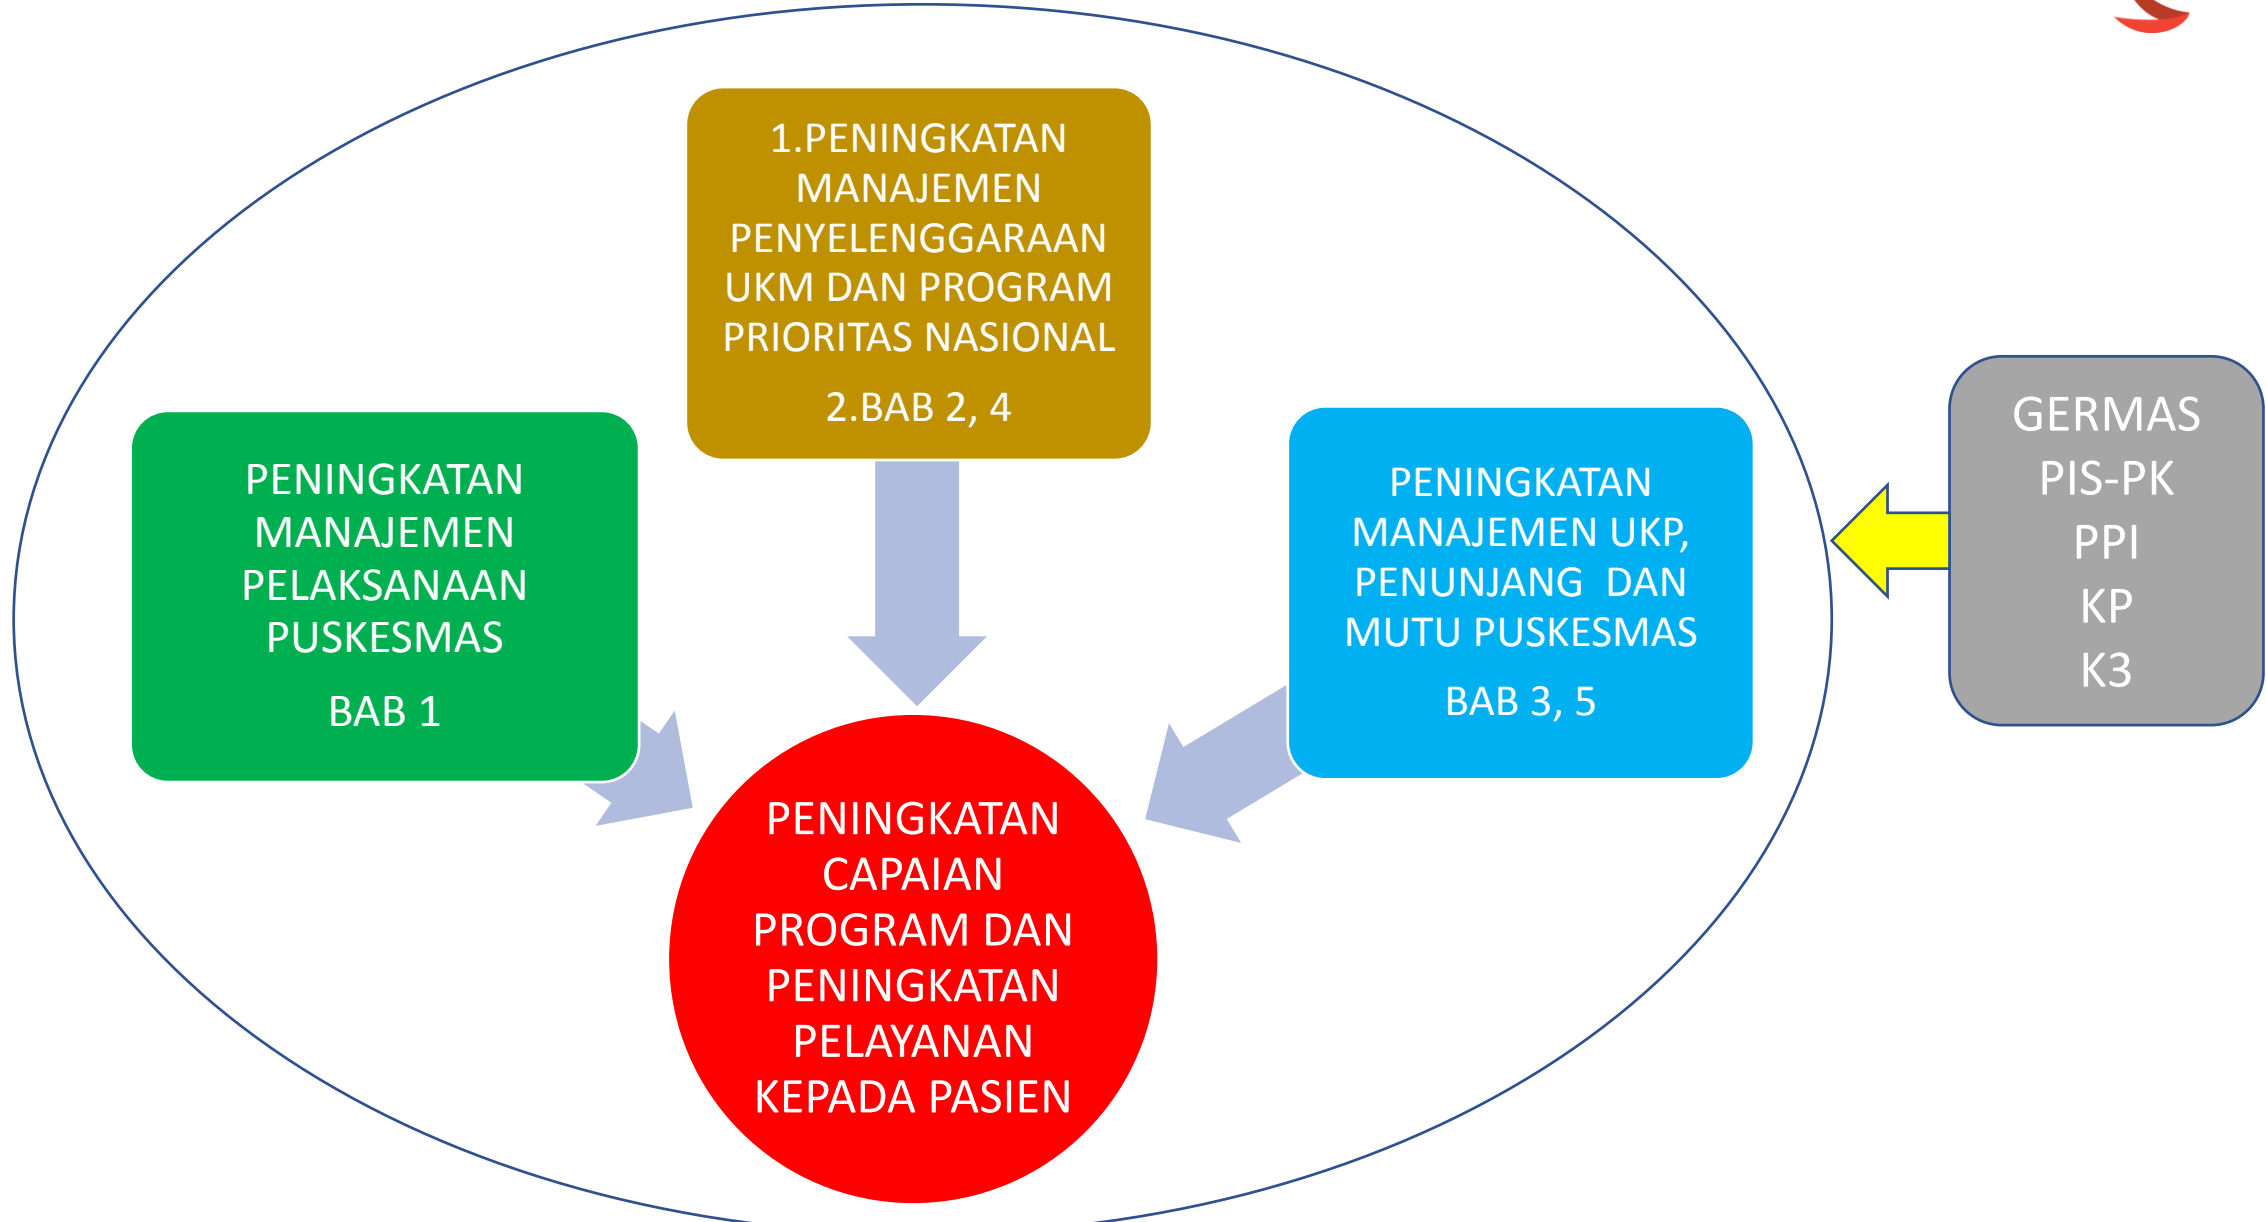 1.PENINGKATAN
MANAJEMEN
PENYELENGGARAAN
UKM DAN PROGRAM
PRIORITAS NASIONAL
2.BAB 2, 4
PENINGKATAN
MANAJEMEN
PELAKSANAAN
PUSKESMAS
BAB 1
PENINGKATAN
MANAJEMEN UKP,
PENUNJANG DAN
MUTU PUSKESMAS
BAB 3, 5
GERMAS
PIS-PK
PPI
KP
K3
PENINGKATAN
CAPAIAN
PROGRAM DAN
PENINGKATAN
PELAYANAN
KEPADA PASIEN